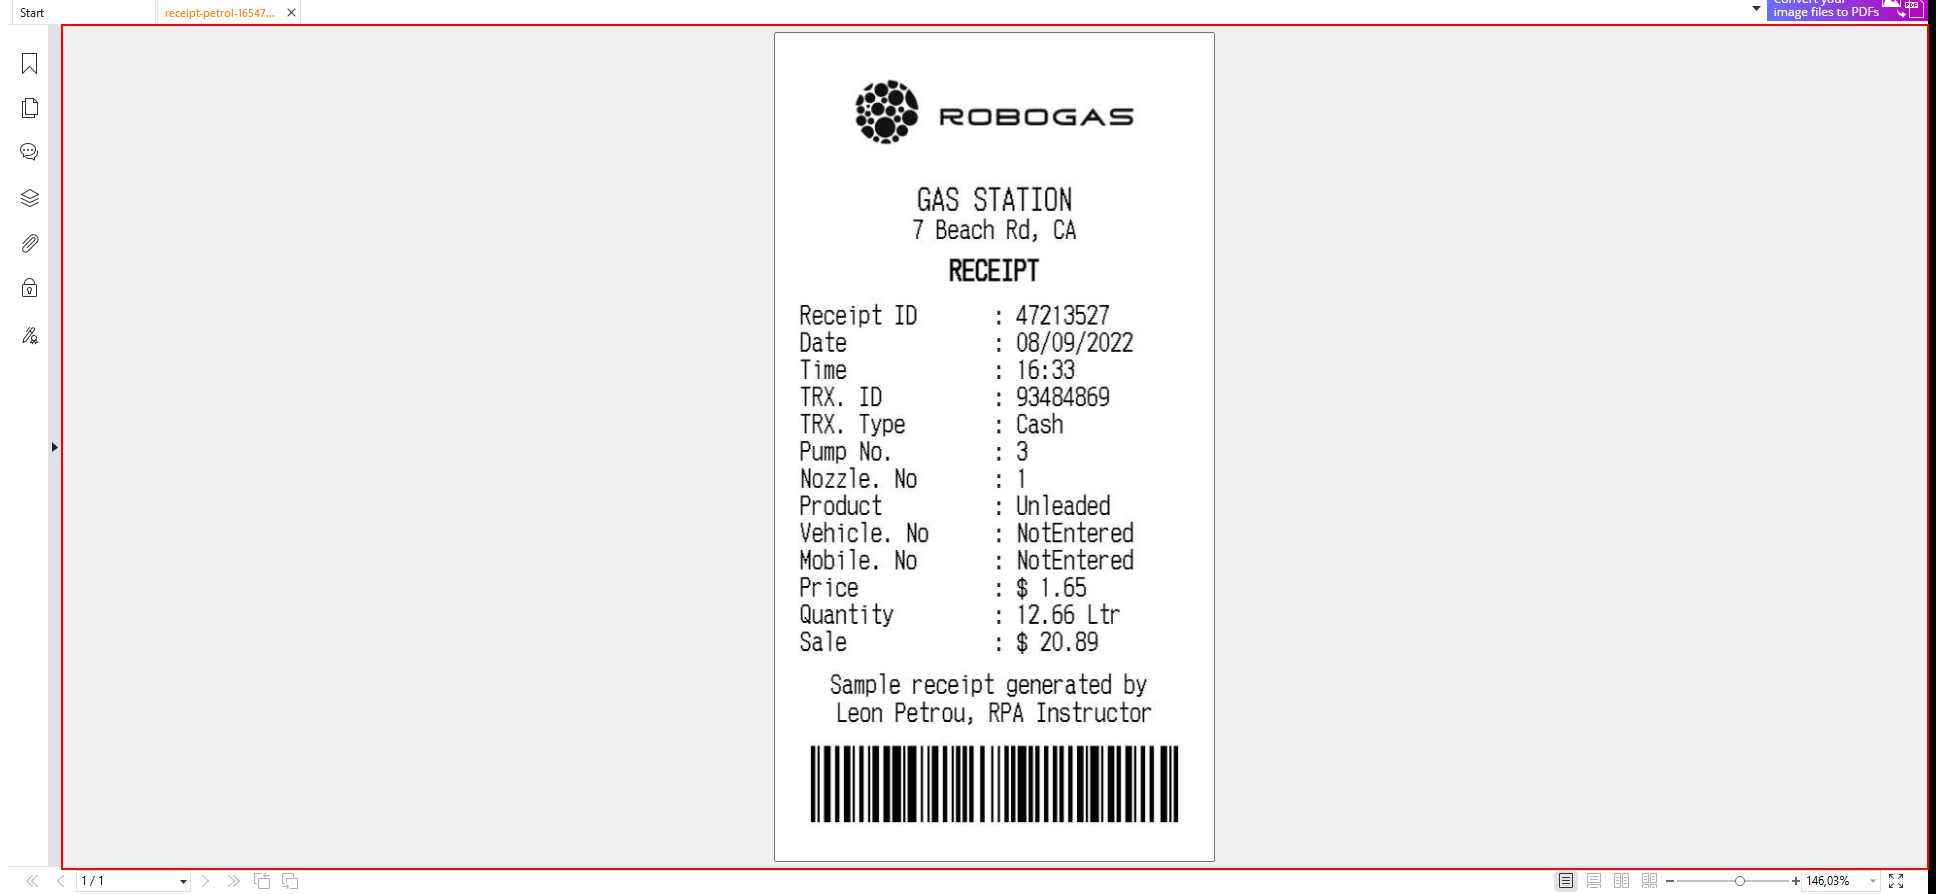 Start
receipt-petrol-16547...
image files to PDFs
ROBOGAS
GAS STATION
7 Beach Rd, CA
RECEIPT
Receipt ID : 47213527
Date : 08/09/2022
Time : 16:33
TRX. ID : 93484869
TRX. Type : Cash
Pump No. : 3
Nozzle. No : 1
Product : Unleaded
Vehicle. No : NotEntered
Mobile. No : NotEntered
Price : $ 1.65
Quantity : 12.66 Ltr
Sale : $ 20.89
Sample receipt generated by
Leon Petrou, RPA Instructor
1 / 1
146,03%